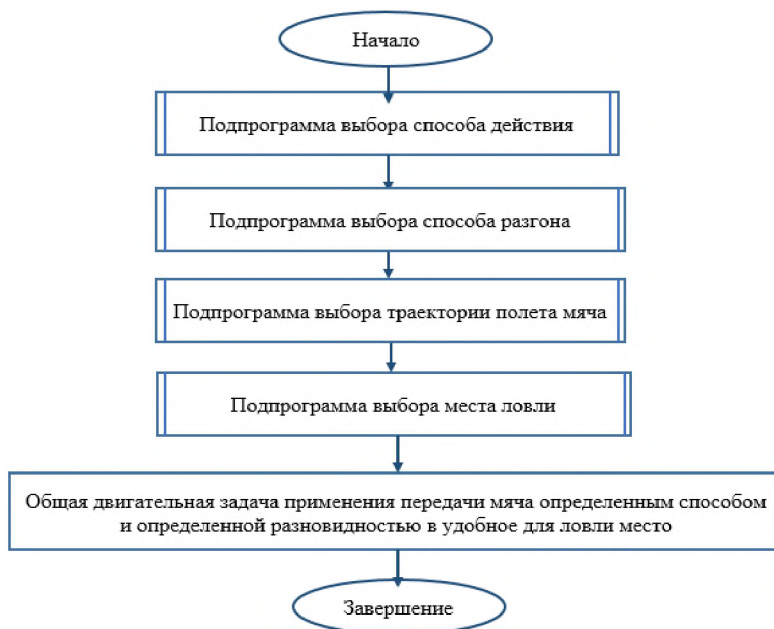 Начало
Подпрограмма выбора способа действия
Подпрограмма выбора способа разгона
Подпрограмма выбора траектории полета мяча
Подпрограмма выбора места ловли
Общая двигательная задача применения передачи мяча определенным способом
и определенной разновидностью в удобное для ловли место
Завершение